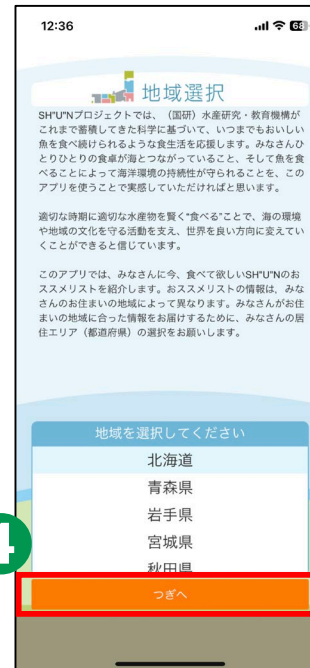 12:36
63
地域選択
SH"U"Nプロジェクトでは、（国研）水産研究・教育機構が
これまで蓄積してきた科学に基づいて、いつまでもおいしい
魚を食べ続けられるような食生活を応援します。みなさんひ
とりひとりの食卓が海とつながっていること、そして魚を食
べることによって海洋環境の持続性が守られることを、この
アプリを使うことで実感していただければと思います。
適切な時期に適切な水産物を賢く“食べる”ことで、海の環境
や地域の文化を守る活動を支え、世界を良い方向に変えてい
くことができると信じています。
このアプリでは、みなさんに今、食べて欲しいSH"U"Nのお
ススメリストを紹介します。おススメリストの情報は、みな
さんのお住まいの地域によって異なります。みなさんがお住
まいの地域に合った情報をお届けするために、みなさんの居
住エリア（都道府県）の選択をお願いします。
地域を選択してください
北海道
青森県
岩手県
宮城県
秋田県
4
つぎへ